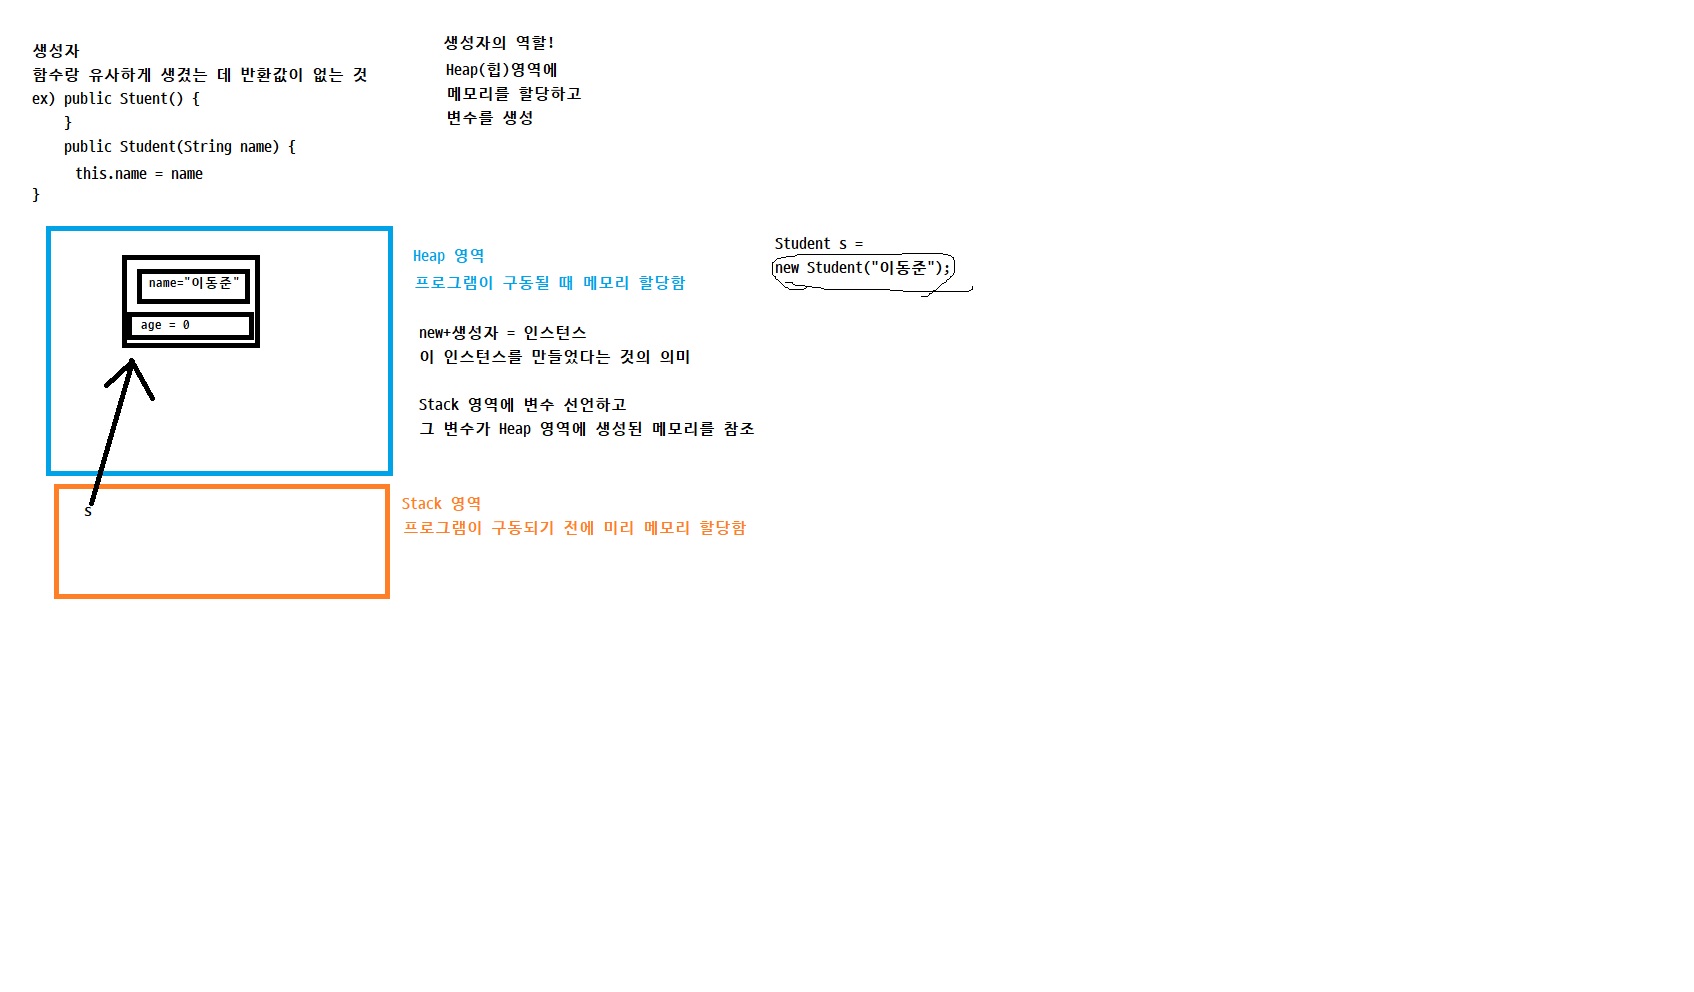 생성자
함수랑 유사하게 생겼는 데 반환값이 없는 것
ex) public Stuent() {
}
public Student(String name) {
this.name = name
}
생성자의 역할!
Heap(힙)영역에
메모리를 할당하고
변수를 생성
name="이동준"
age = 0
Heap 영역
프로그램이 구동될 때 메모리 할당함
new+생성자 = 인스턴스
이 인스턴스를 만들었다는 것의 의미
Stack 영역에 변수 선언하고
그 변수가 Heap 영역에 생성된 메모리를 참조
Student s =
new Student("이동준");
s
Stack 영역
프로그램이 구동되기 전에 미리 메모리 할당함